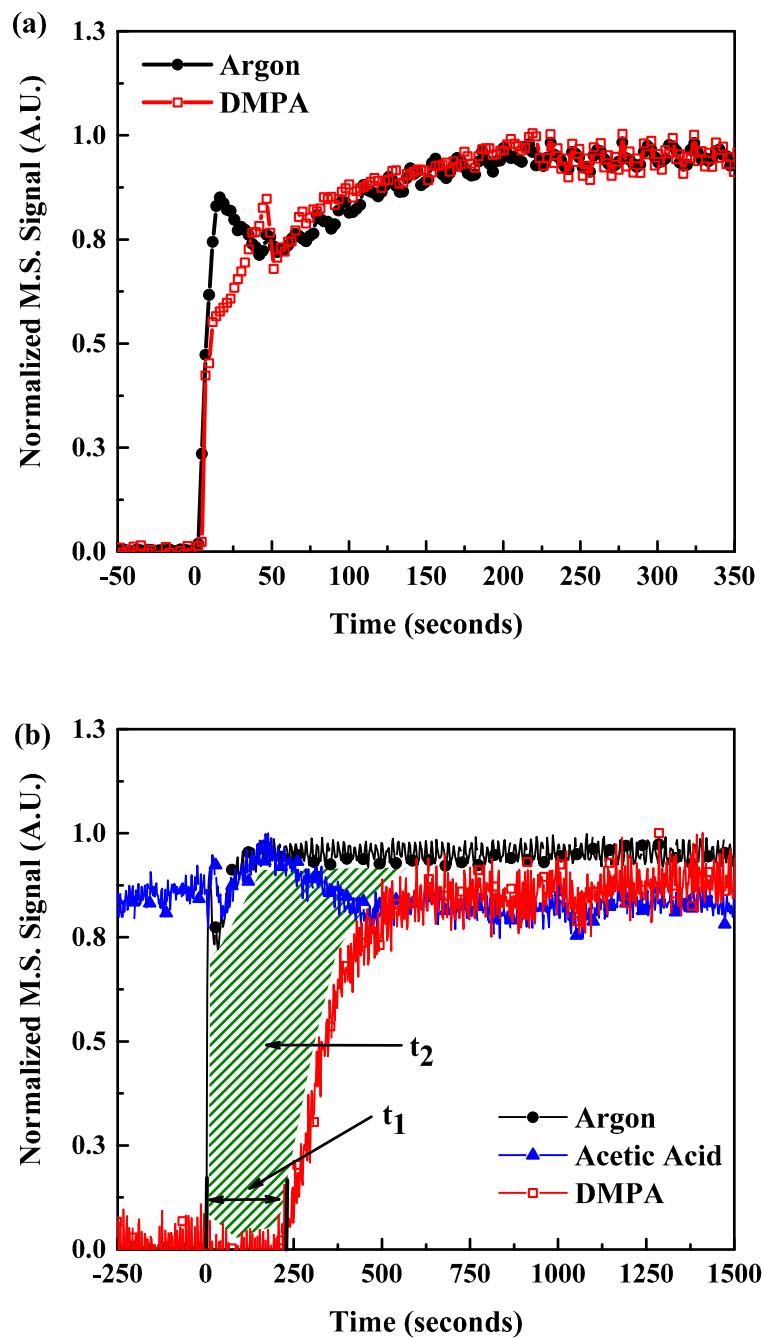 (a)
1.3
1.0
0.8
0.5
0.3
0.0
Normalized M.S. Signal (A.U.)
Argon
DMPA
-50 0 50 100 150 200 250 300 350
Time (seconds)
(b)
1.3
1.0
0.8
0.5
0.3
0.0
Normalized M.S. Signal (A.U.)
t2
t1
Argon
Acetic Acid
DMPA
-250 0 250 500 750 1000 1250 1500
Time (seconds)